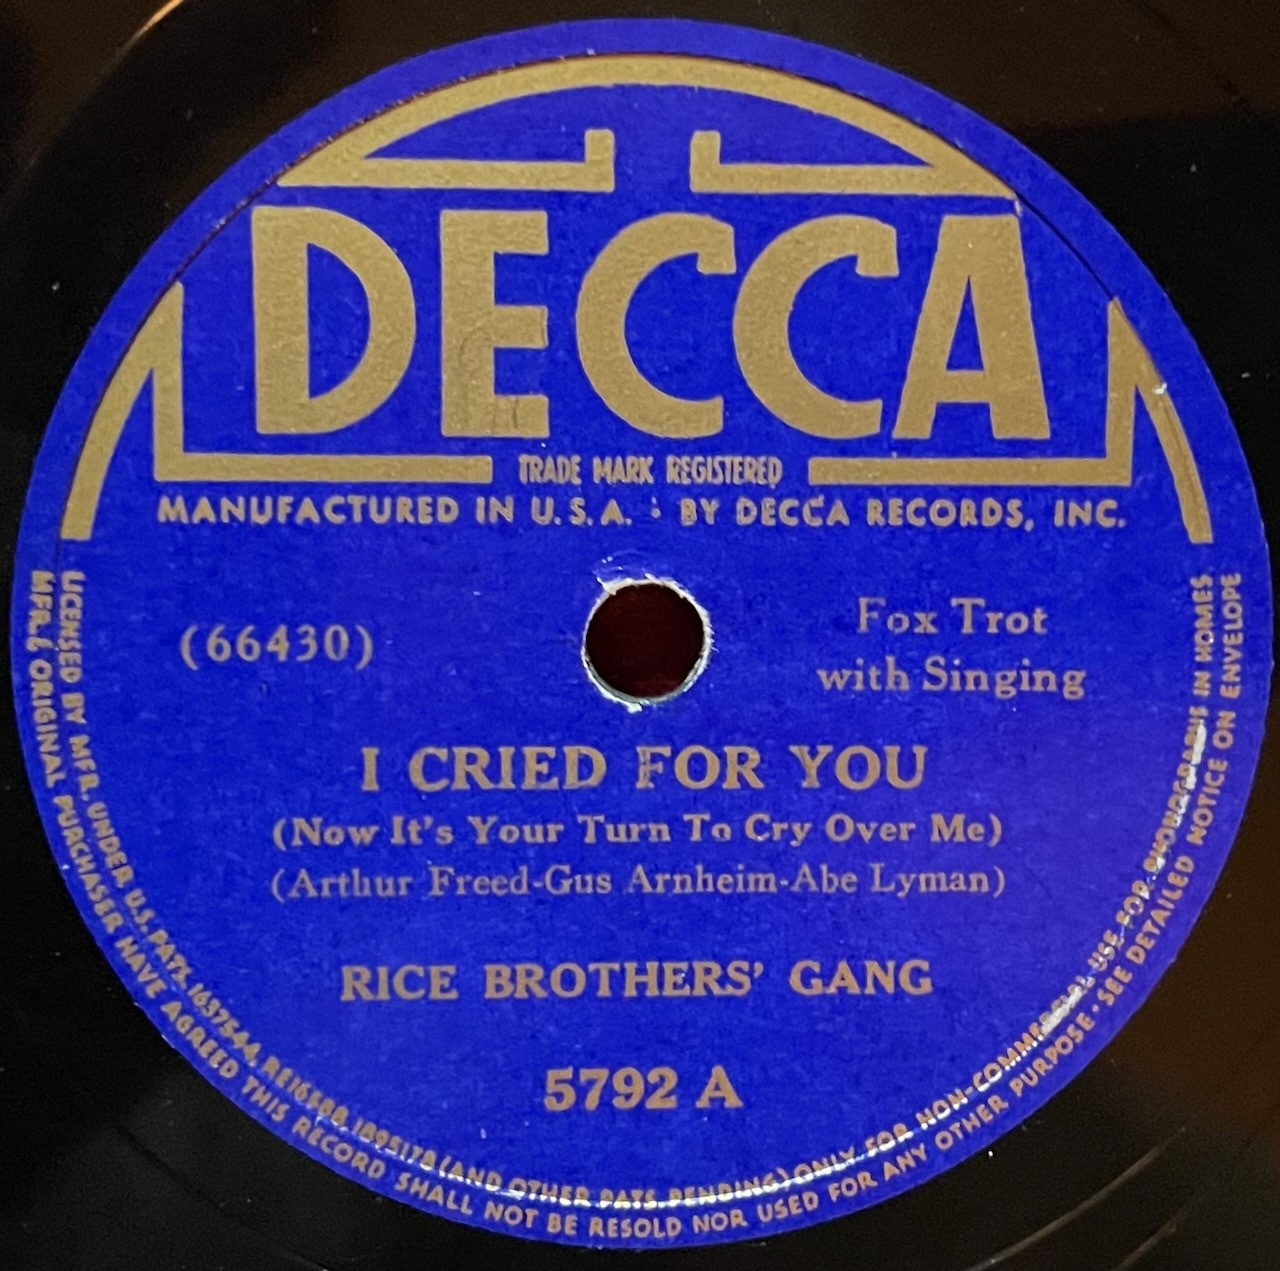 DECCA
TRADE MARK REGISTERED
MANUFACTURED IN U.S.A. : BY DECCA RECORDS, INC.
(66430)
Fox Trot
with Singing
I CRIED FOR YOU
(Now It's Your Turn To Cry Over Me)
(Arthur Freed-Gus Arnheim-Abe Lyman)
RICE BROTHERS' GANG
5792 A
LICENSED BY MFR. UNDER U.S. PATS. 1637544, RE16588, 1895178 (AND OTHER PATS. PENDING) ONLY FOR NON-COMMERCIAL USE FOR PHONOGRAPHS IN HOMES
MFR. & ORIGINAL PURCHASER HAVE AGREED THIS RECORD SHALL NOT BE RESOLD NOR USED FOR ANY OTHER PURPOSE · SEE DETAILED NOTICE ON ENVELOPE